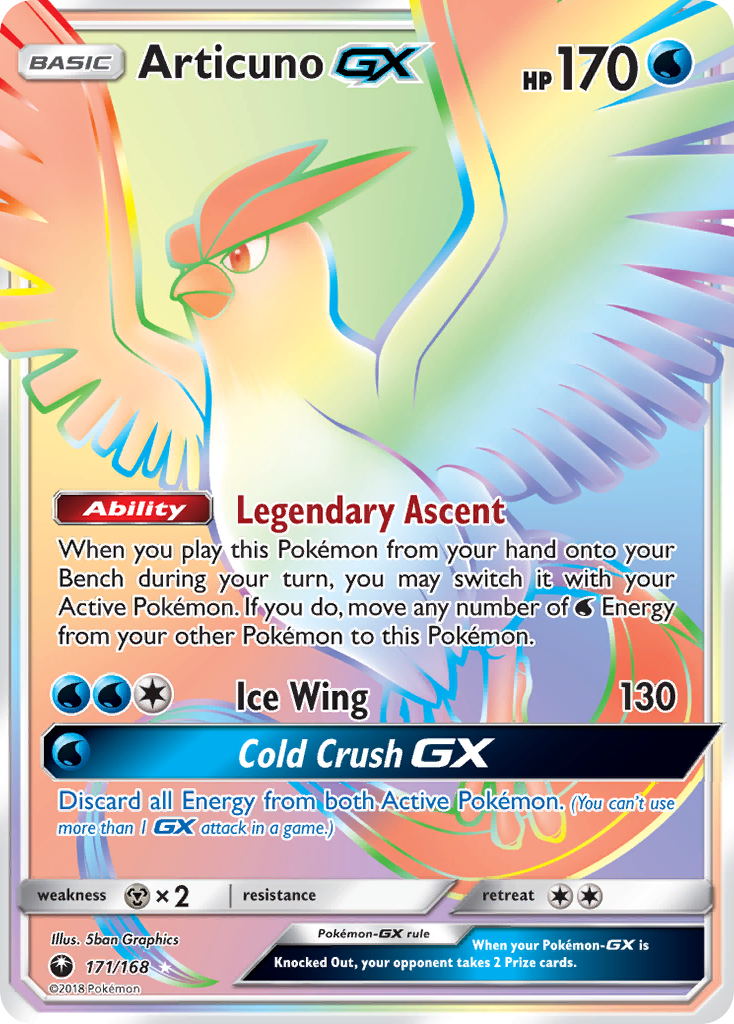 BASIC Articuno GX HP 170
Ability Legendary Ascent
When you play this Pokémon from your hand onto your
Bench during your turn, you may switch it with your
Active Pokémon. If you do, move any number of Energy
from your other Pokémon to this Pokémon.
Ice Wing 130
Cold Crush GX
Discard all Energy from both Active Pokémon. (You can't use
more than 1 GX attack in a game.)
weakness ×2 resistance retreat
Illus. 5ban Graphics
171/168
©2018 Pokémon
Pokémon-GX rule
When your Pokémon-GX is
Knocked Out, your opponent takes 2 Prize cards.